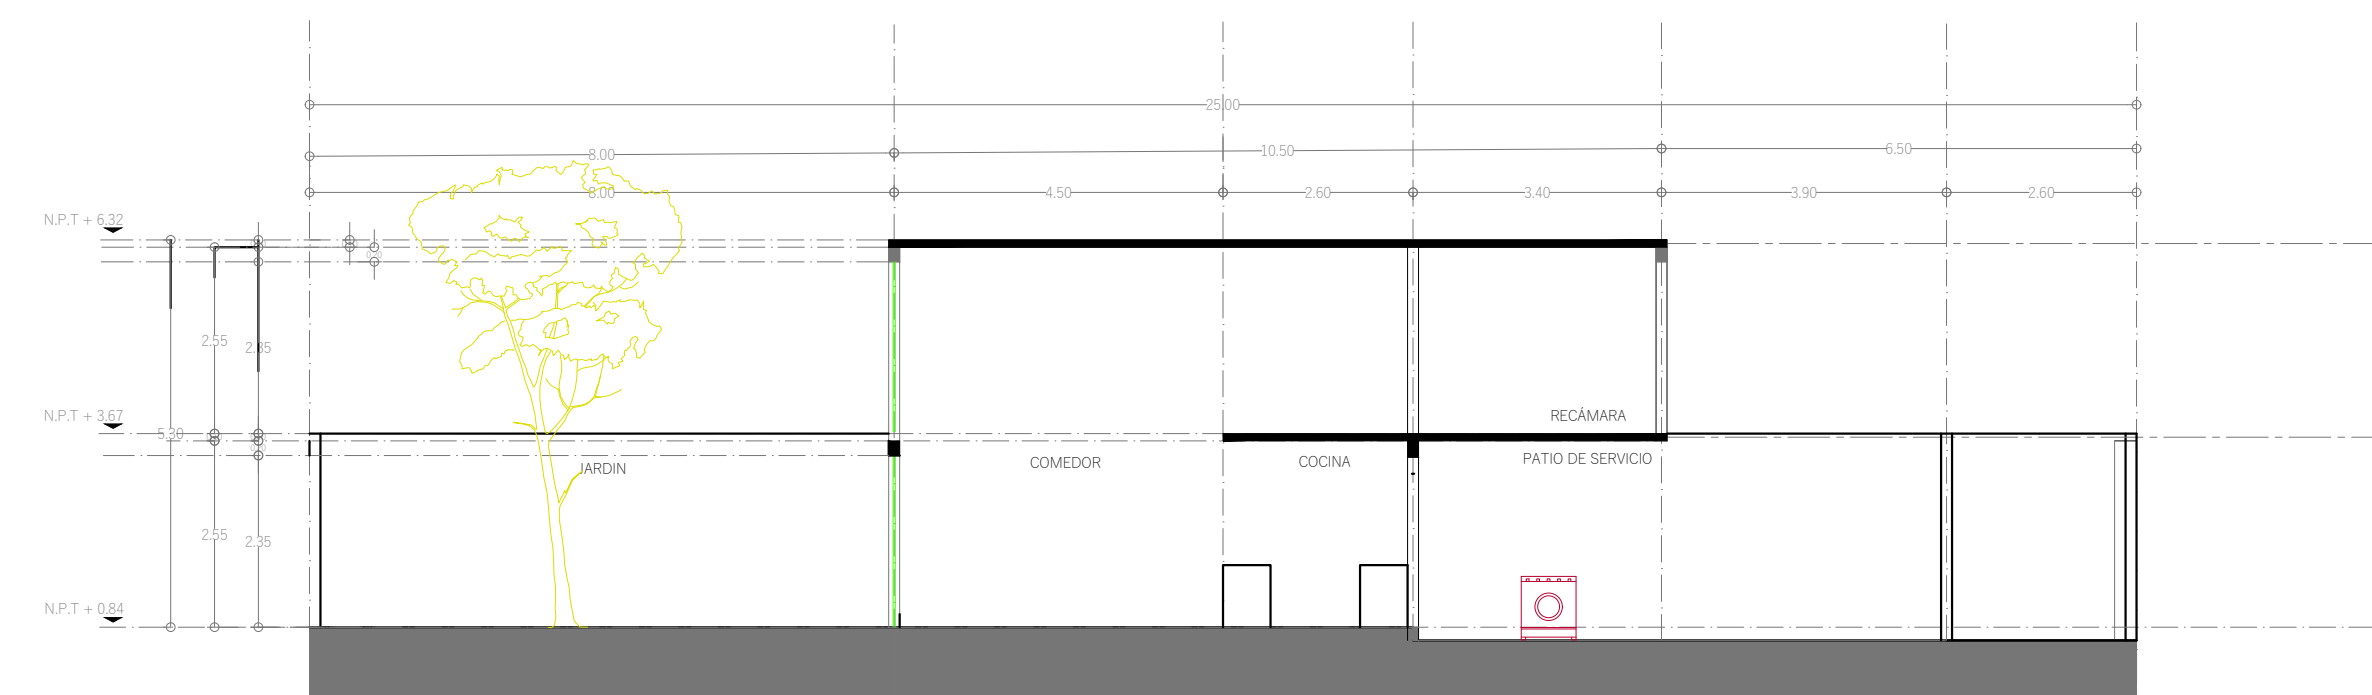 25.00
8.00
10.50
6.50
8.00
4.50
2.60
3.40
3.90
2.60
N.P.T + 6.32
2.55
2.35
RECÁMARA
N.P.T + 3.67
5.30
JARDIN
COMEDOR
COCINA
PATIO DE SERVICIO
2.55
2.35
N.P.T + 0.84